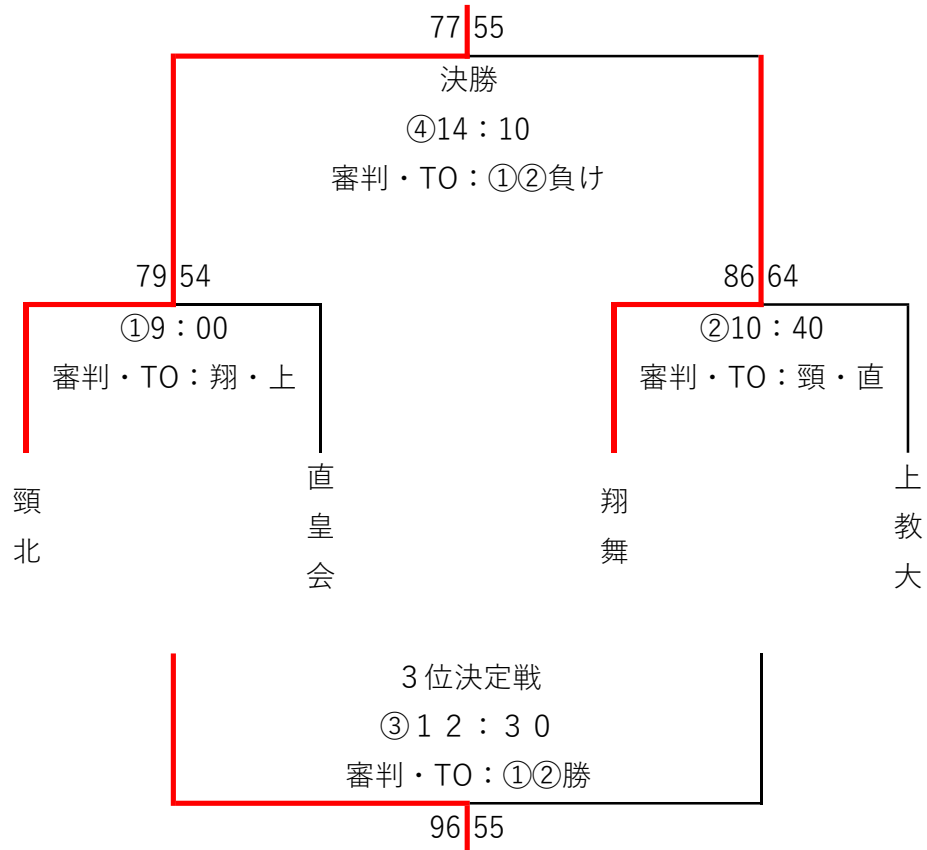 77 55
決勝
④14：10
審判・TO：①②負け
79 54
①9：00
審判・TO：翔・上
86 64
②10：40
審判・TO：頸・直
頸北
直皇会
翔舞
上教大
３位決定戦
③１２：３０
審判・TO：①②勝
96 55